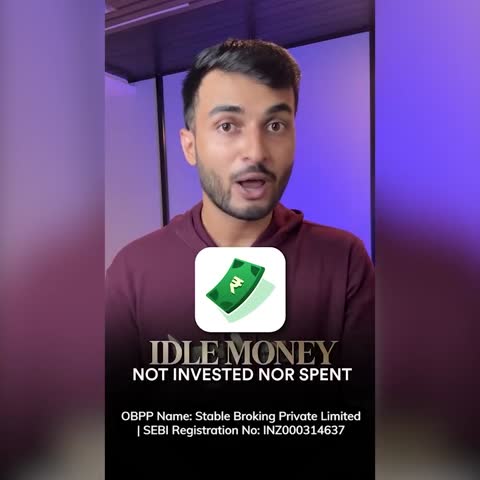 ₹
IDLE MONEY
NOT INVESTED NOR SPENT
OBPP Name: Stable Broking Private Limited
| SEBI Registration No: INZ000314637